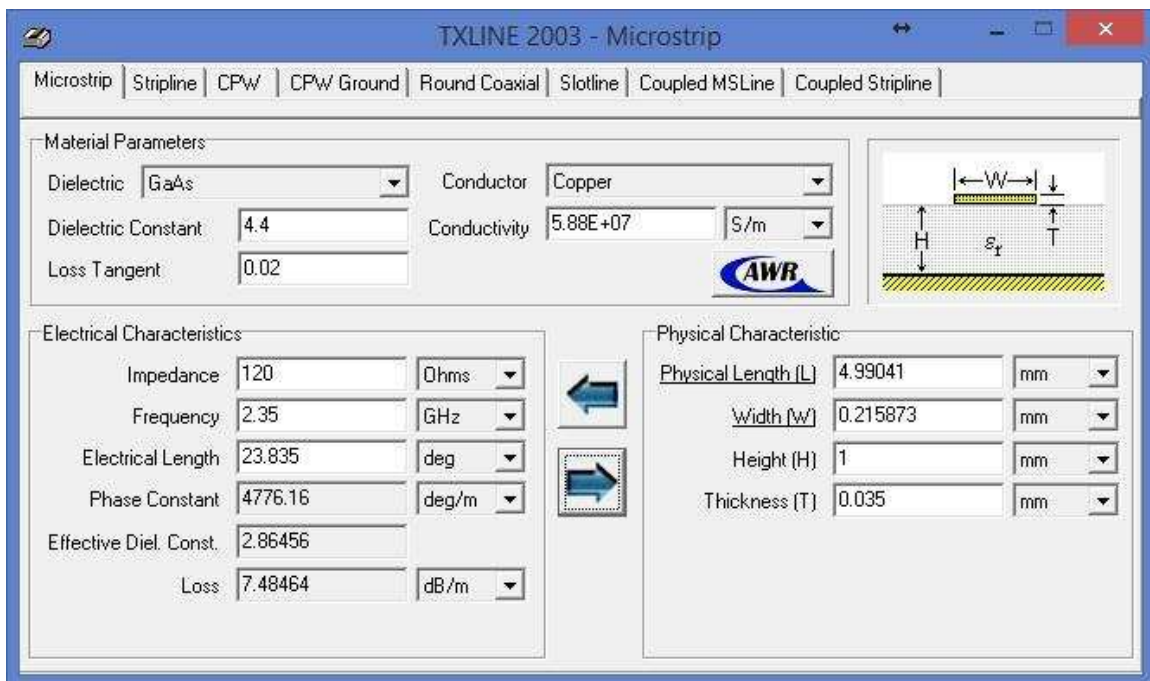 TXLINE 2003 - Microstrip
Microstrip Stripline CPW CPW Ground Round Coaxial Slotline Coupled MSLine Coupled Stripline
Material Parameters
Dielectric GaAs Conductor Copper
Dielectric Constant 4.4 Conductivity 5.88E+07 S/m
Loss Tangent 0.02
AWR
W
T
H
εr
Electrical Characteristics
Impedance 120 Ohms
Frequency 2.35 GHz
Electrical Length 23.835 deg
Phase Constant 4776.16 deg/m
Effective Diel. Const. 2.86456
Loss 7.48464 dB/m
Physical Characteristic
Physical Length (L) 4.99041 mm
Width (W) 0.215873 mm
Height (H) 1 mm
Thickness (T) 0.035 mm